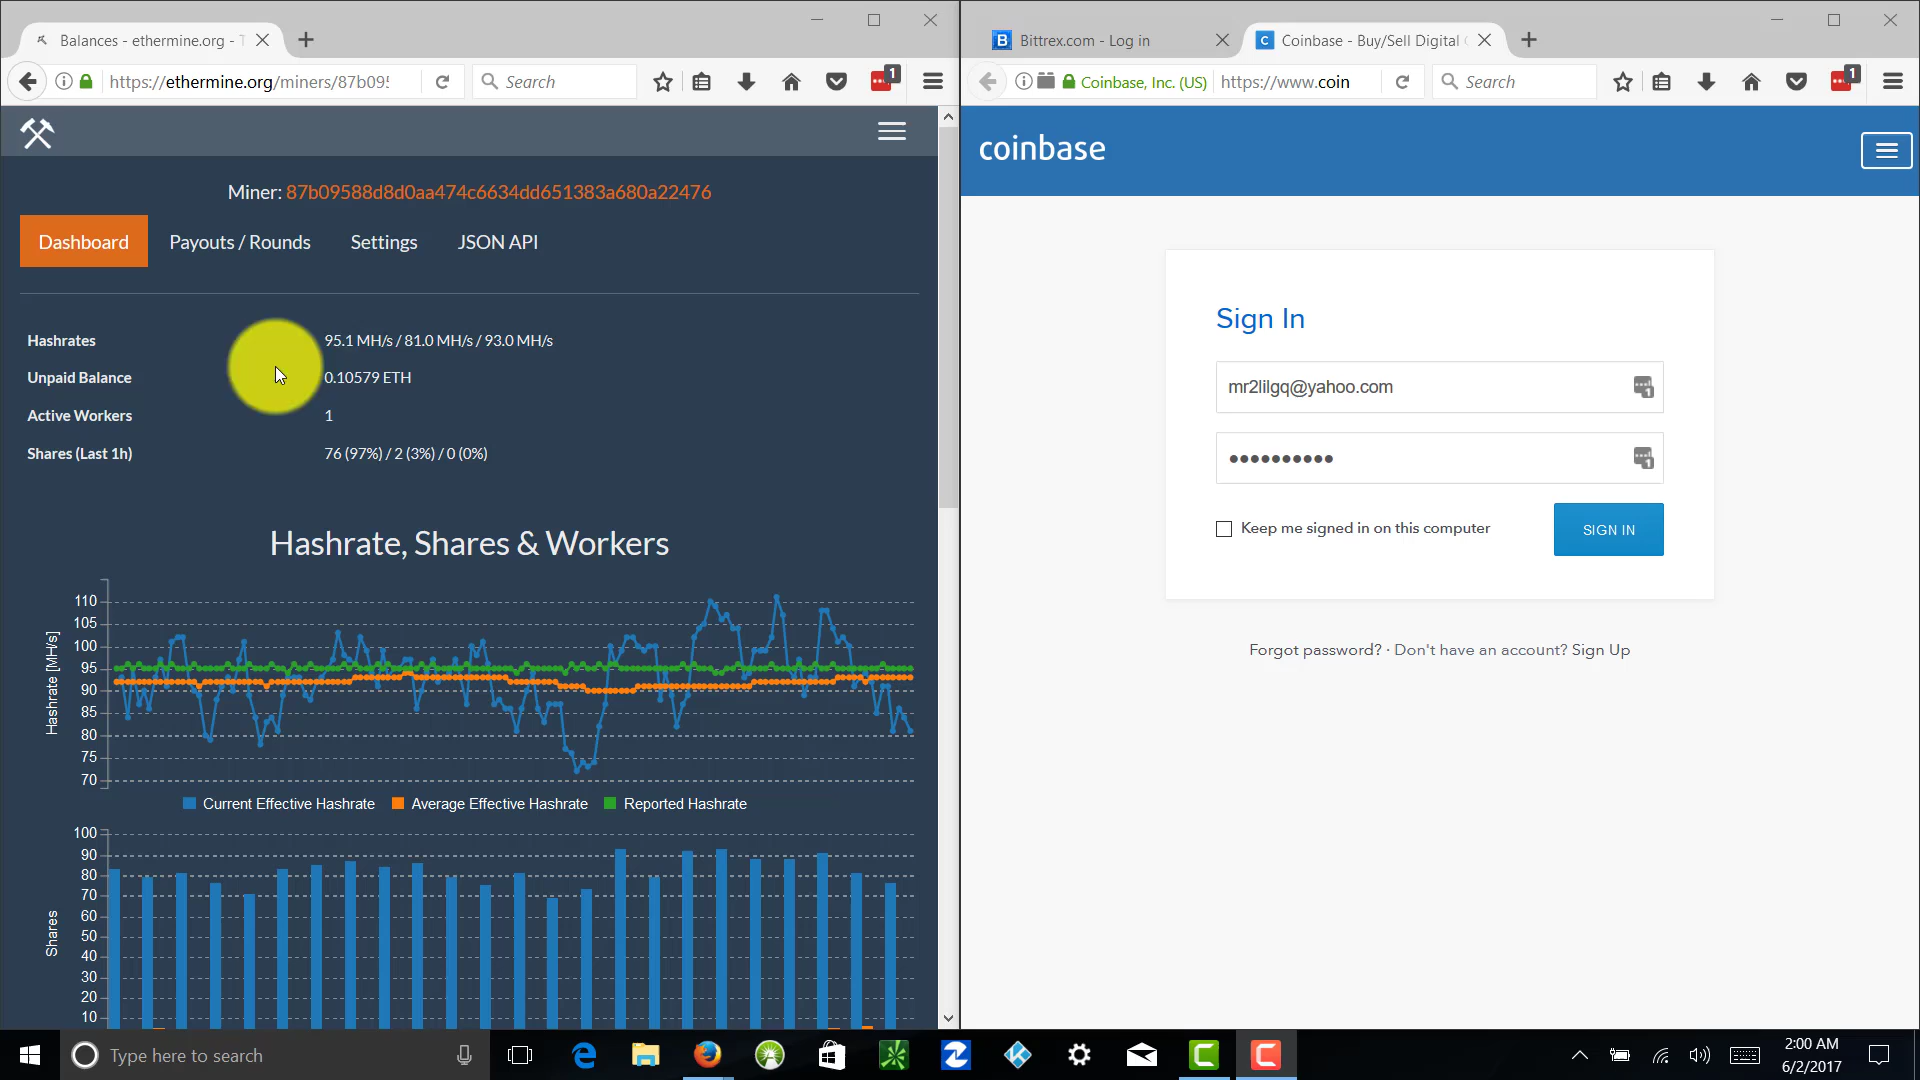 Balances - ethermine.org - T
https://ethermine.org/miners/87b095
Search
1
Miner: 87b09588d8d0aa474c6634dd651383a680a22476
Dashboard
Payouts / Rounds
Settings
JSON API
Hashrates
95.1 MH/s / 81.0 MH/s / 93.0 MH/s
Unpaid Balance
0.10579 ETH
Active Workers
1
Shares (Last 1h)
76 (97%) / 2 (3%) / 0 (0%)
Hashrate, Shares & Workers
Hashrate [MH/s]
110
105
100
95
90
85
80
75
70
Current Effective Hashrate
Average Effective Hashrate
Reported Hashrate
Shares
100
90
80
70
60
50
40
30
20
10
Bittrex.com - Log in
Coinbase - Buy/Sell Digital
Coinbase, Inc. (US)
https://www.coin
Search
1
coinbase
Sign In
mr2lilgq@yahoo.com
Keep me signed in on this computer
SIGN IN
Forgot password? · Don't have an account? Sign Up
Type here to search
2:00 AM
6/2/2017